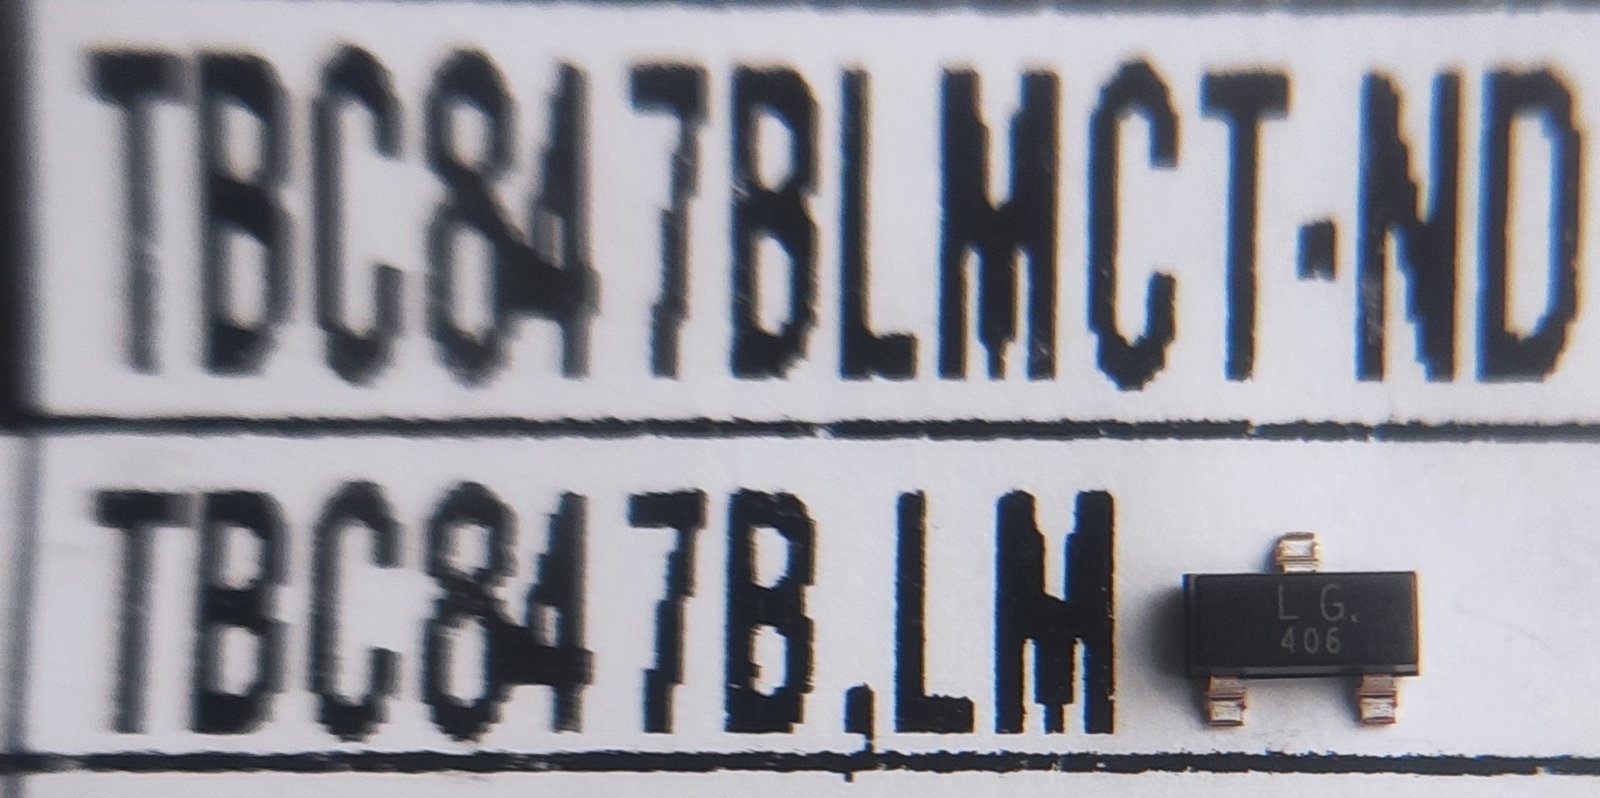 TBC847BLMCT-ND
TBC847B,LM
LG.
406